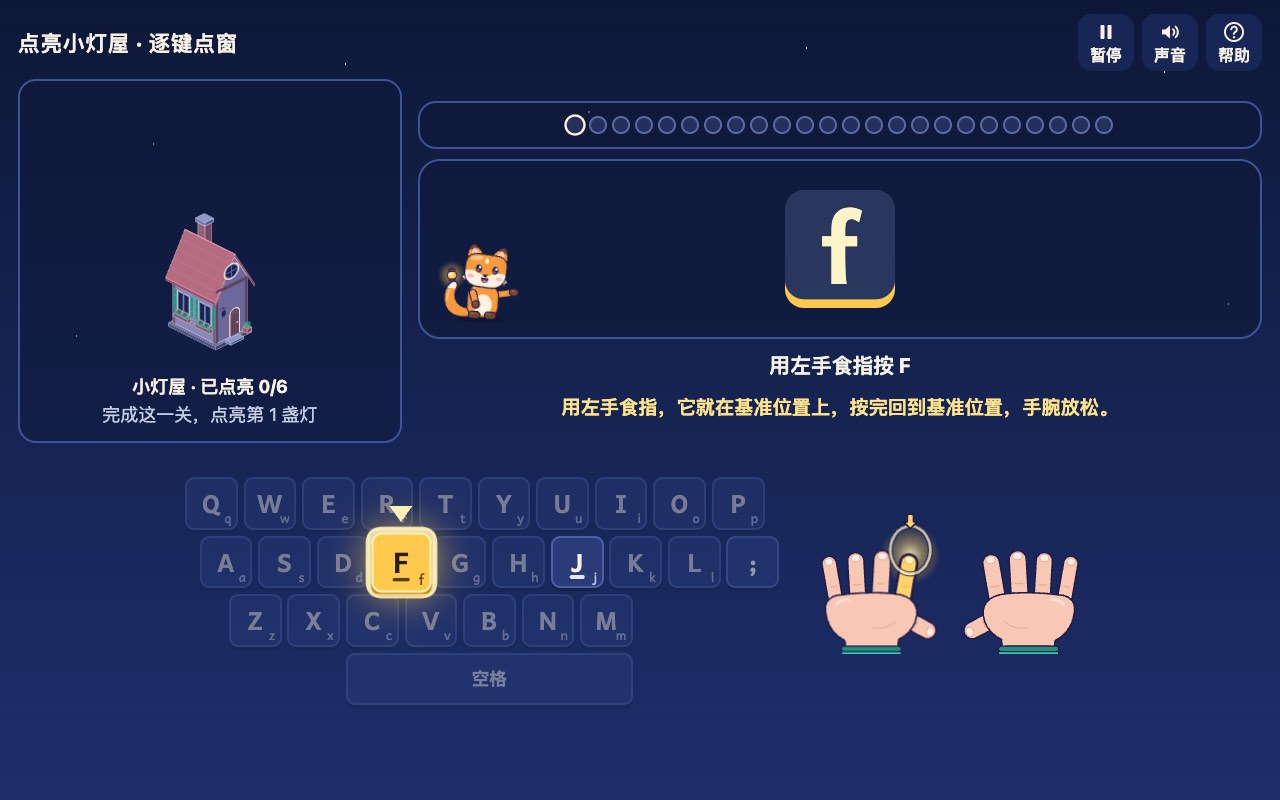 点亮小灯屋 · 逐键点窗
暂停 声音 帮助
f
小灯屋 · 已点亮 0/6
完成这一关，点亮第 1 盏灯
用左手食指按 F
用左手食指，它就在基准位置上，按完回到基准位置，手腕放松。
Q q W w E e R T t Y y U u I i O o P p
A a S s D d F f G g H h J j K k L l ;
Z z X x C c V v B b N n M m
空格